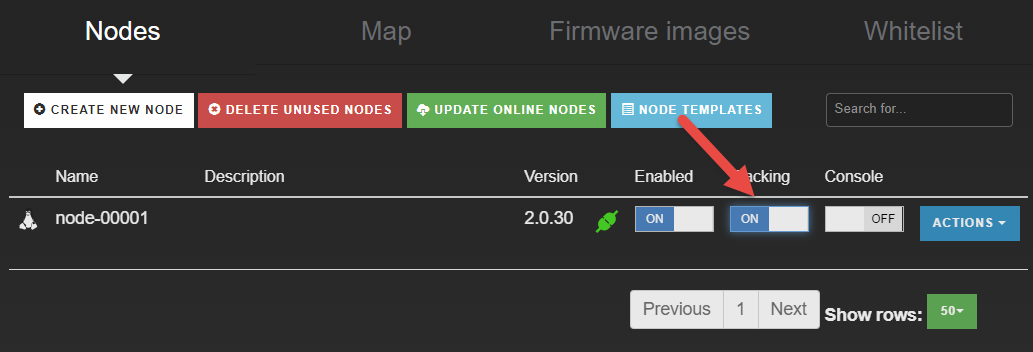 Nodes Map Firmware images Whitelist
CREATE NEW NODE DELETE UNUSED NODES UPDATE ONLINE NODES NODE TEMPLATES Search for...
Name Description Version Enabled acking Console
node-00001 2.0.30 ON ON OFF ACTIONS
Previous 1 Next Show rows: 50